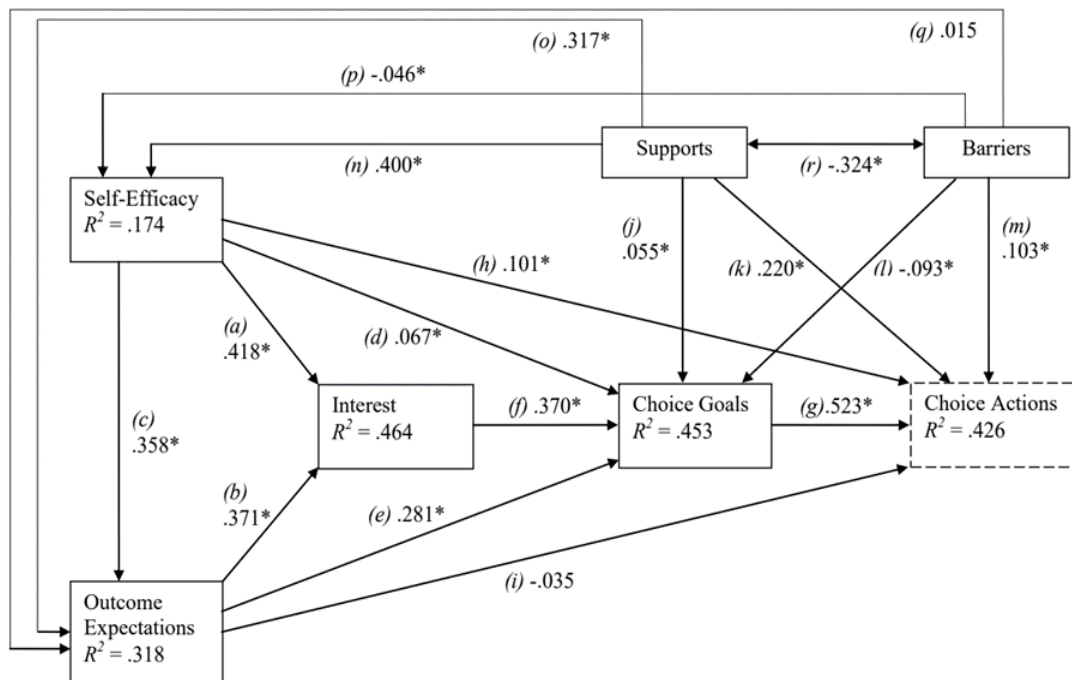 (o) .317*
(q) .015
(p) -.046*
Supports
Barriers
(n) .400*
(r) -.324*
Self-Efficacy
R² = .174
(j)
.055*
(m)
.103*
(h) .101*
(k) .220*
(l) -.093*
(a)
.418*
(d) .067*
(c)
.358*
Interest
R² = .464
(f) .370*
Choice Goals
R² = .453
(g).523*
Choice Actions
R² = .426
(b)
.371*
(e) .281*
(i) -.035
Outcome
Expectations
R² = .318